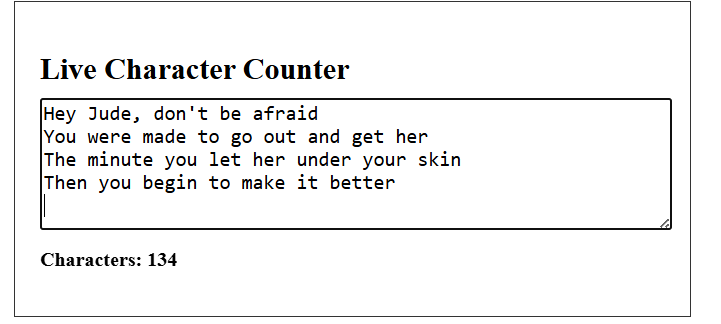 Live Character Counter
Hey Jude, don't be afraid
You were made to go out and get her
The minute you let her under your skin
Then you begin to make it better
Characters: 134